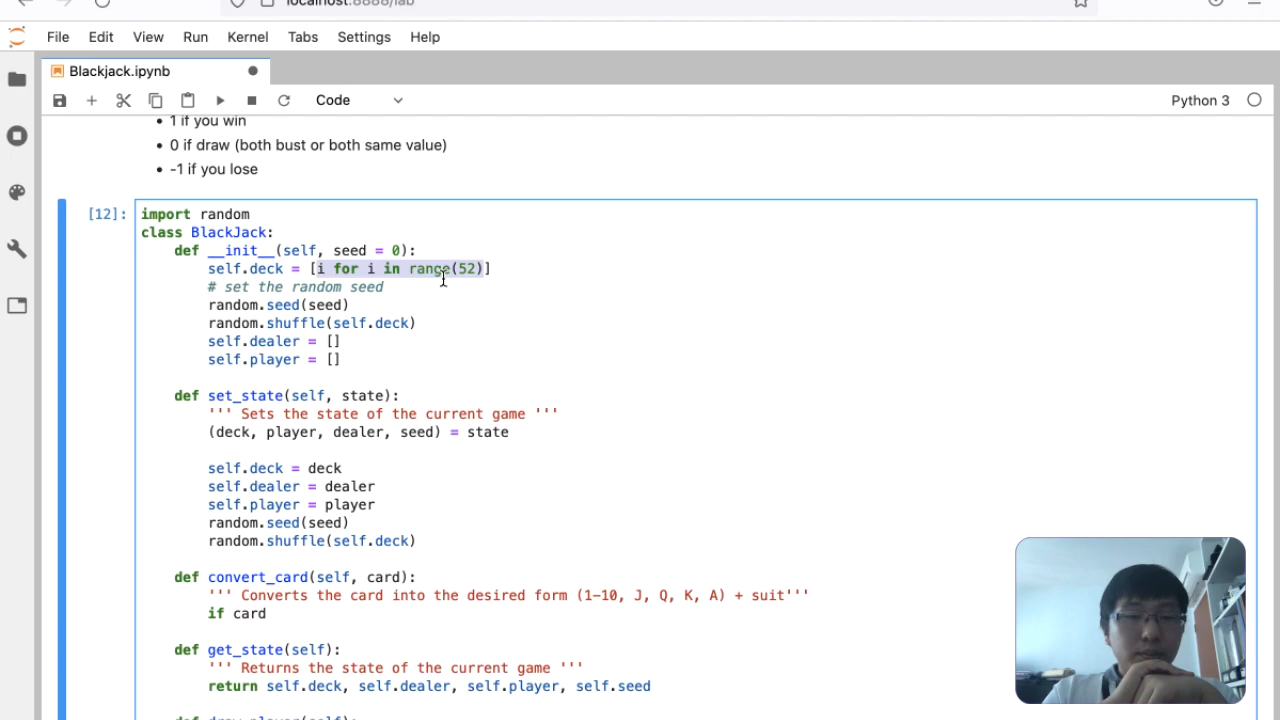 localhost:8888/lab
File Edit View Run Kernel Tabs Settings Help
Blackjack.ipynb
Code Python 3
• 1 if you win
• 0 if draw (both bust or both same value)
• -1 if you lose
[12]: import random
class BlackJack:
    def __init__(self, seed = 0):
        self.deck = [i for i in range(52)]
        # set the random seed
        random.seed(seed)
        random.shuffle(self.deck)
        self.dealer = []
        self.player = []
    def set_state(self, state):
        ''' Sets the state of the current game '''
        (deck, player, dealer, seed) = state
        self.deck = deck
        self.dealer = dealer
        self.player = player
        random.seed(seed)
        random.shuffle(self.deck)
    def convert_card(self, card):
        ''' Converts the card into the desired form (1-10, J, Q, K, A) + suit'''
        if card
    def get_state(self):
        ''' Returns the state of the current game '''
        return self.deck, self.dealer, self.player, self.seed
    def draw_player(self):